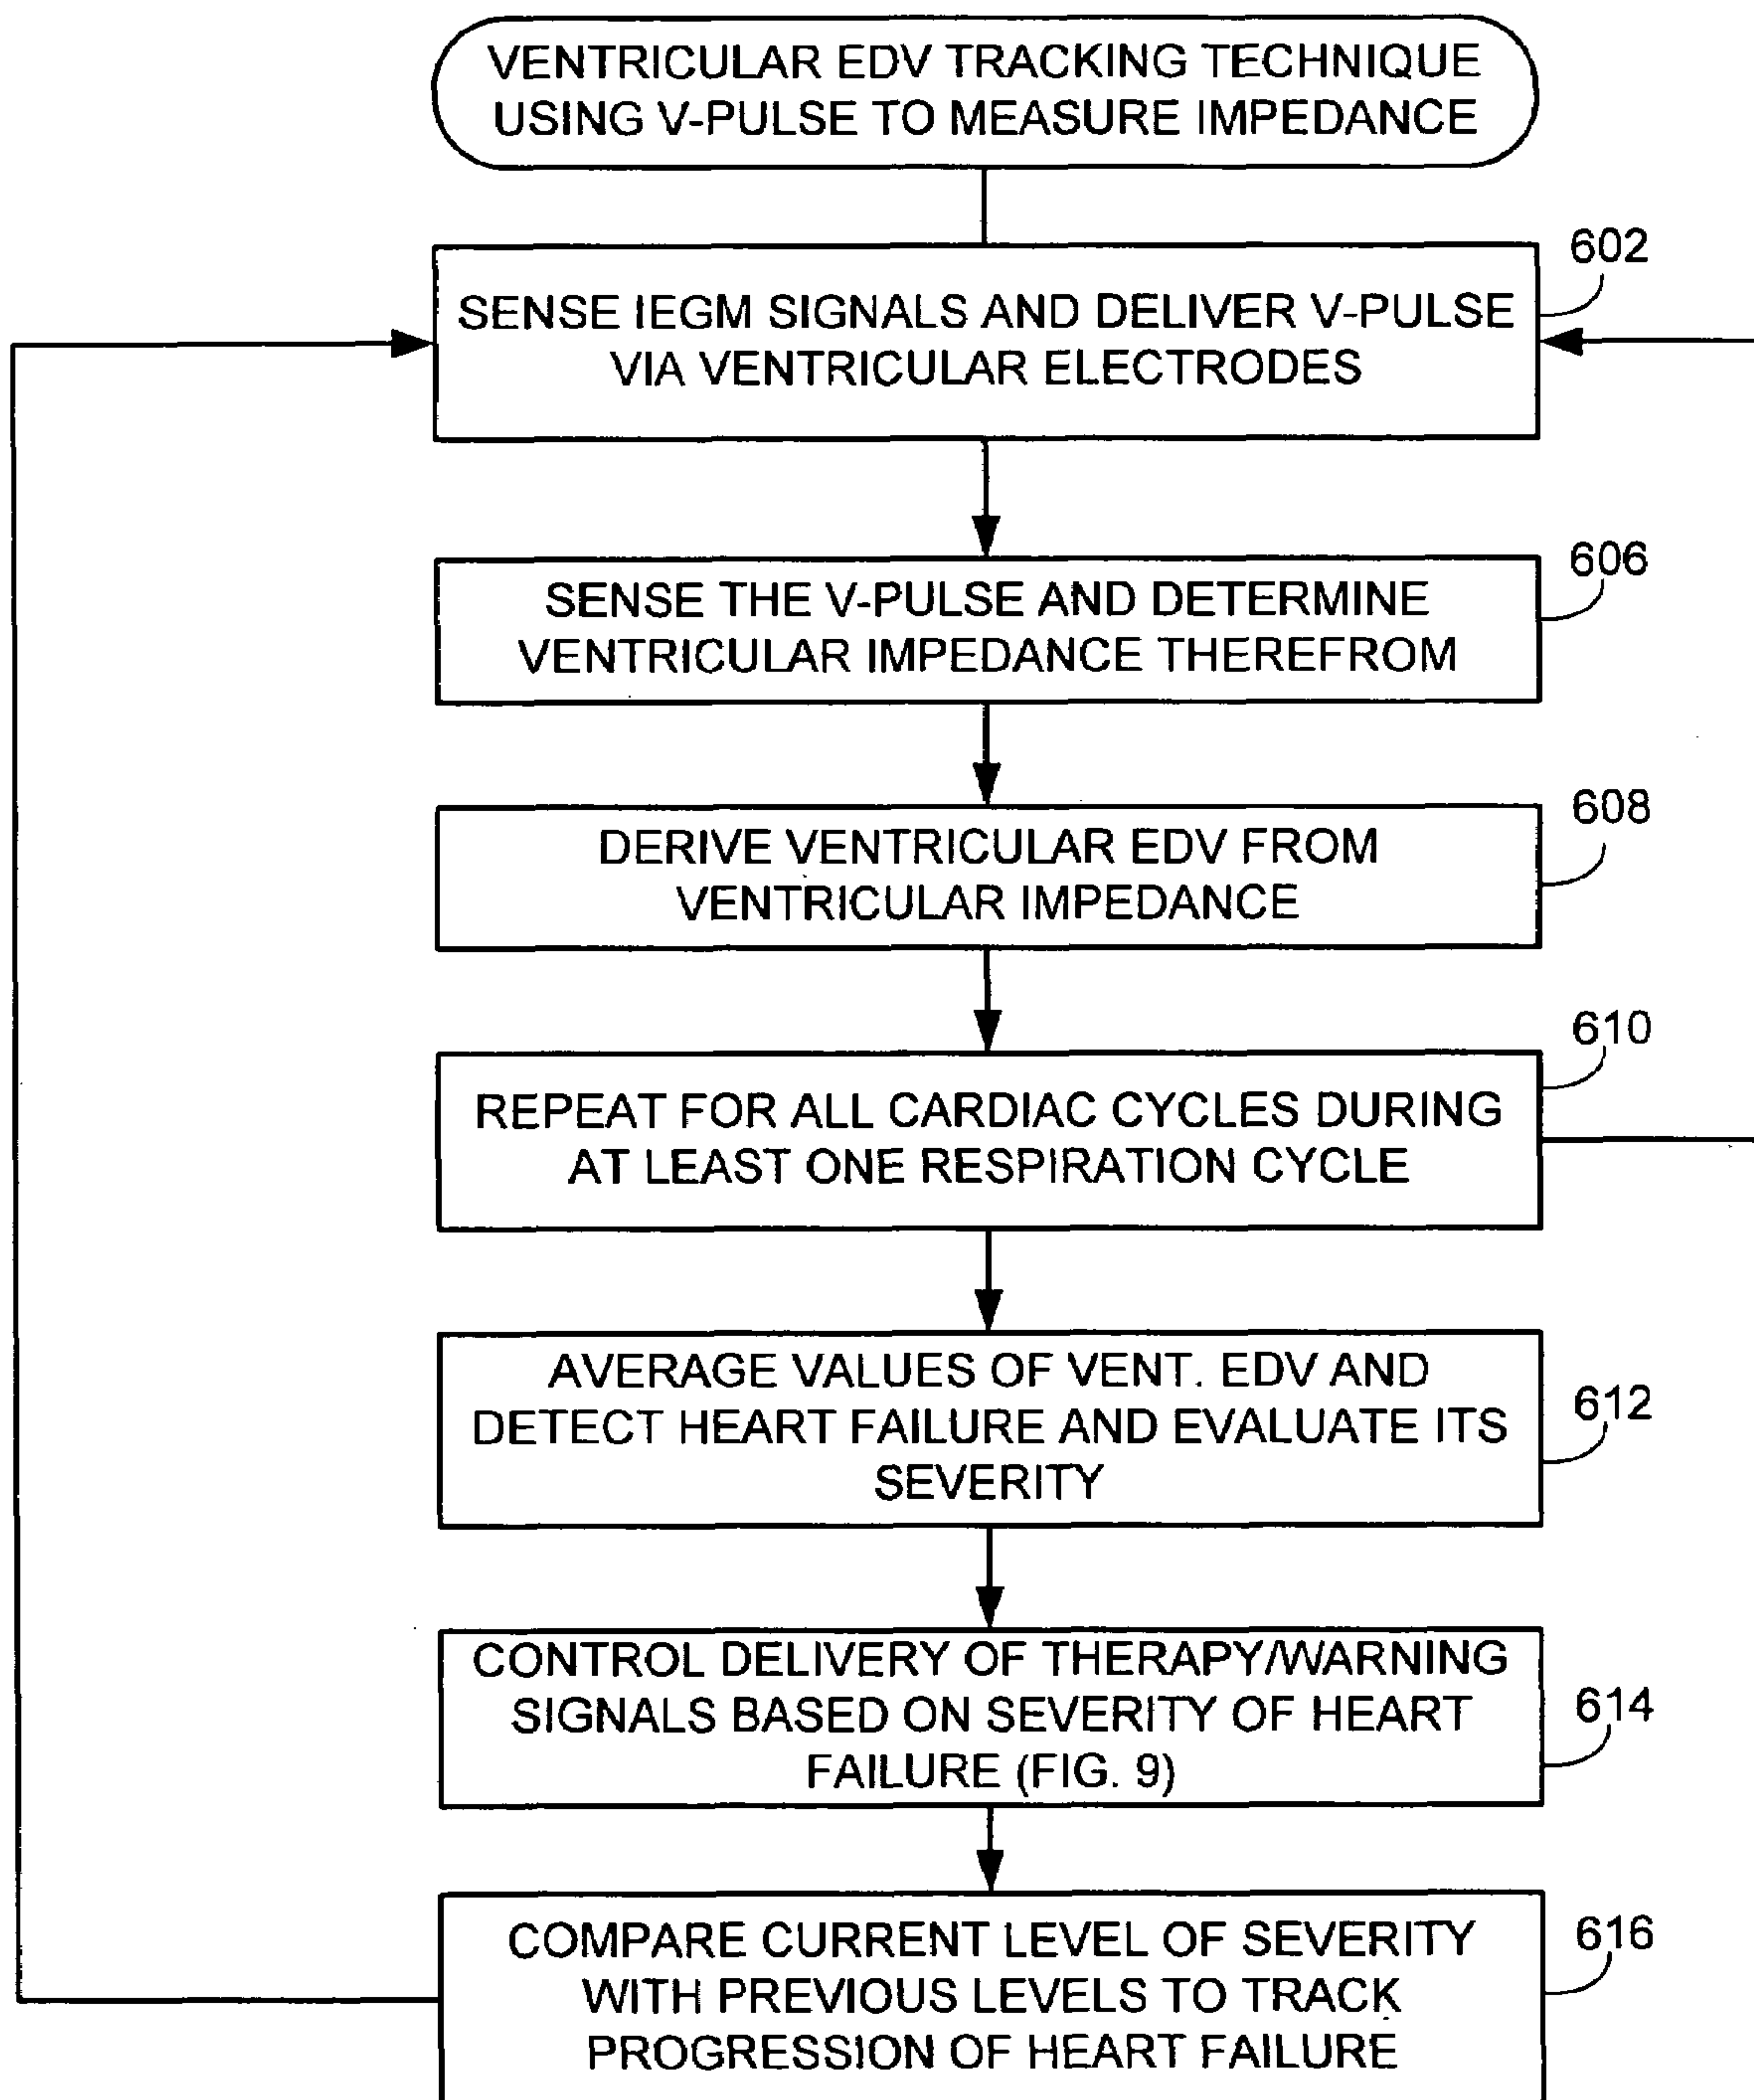 VENTRICULAR EDV TRACKING TECHNIQUE
USING V-PULSE TO MEASURE IMPEDANCE
602
SENSE IEGM SIGNALS AND DELIVER V-PULSE
VIA VENTRICULAR ELECTRODES
606
SENSE THE V-PULSE AND DETERMINE
VENTRICULAR IMPEDANCE THEREFROM
608
DERIVE VENTRICULAR EDV FROM
VENTRICULAR IMPEDANCE
610
REPEAT FOR ALL CARDIAC CYCLES DURING
AT LEAST ONE RESPIRATION CYCLE
612
AVERAGE VALUES OF VENT. EDV AND
DETECT HEART FAILURE AND EVALUATE ITS
SEVERITY
614
CONTROL DELIVERY OF THERAPY/WARNING
SIGNALS BASED ON SEVERITY OF HEART
FAILURE (FIG. 9)
616
COMPARE CURRENT LEVEL OF SEVERITY
WITH PREVIOUS LEVELS TO TRACK
PROGRESSION OF HEART FAILURE